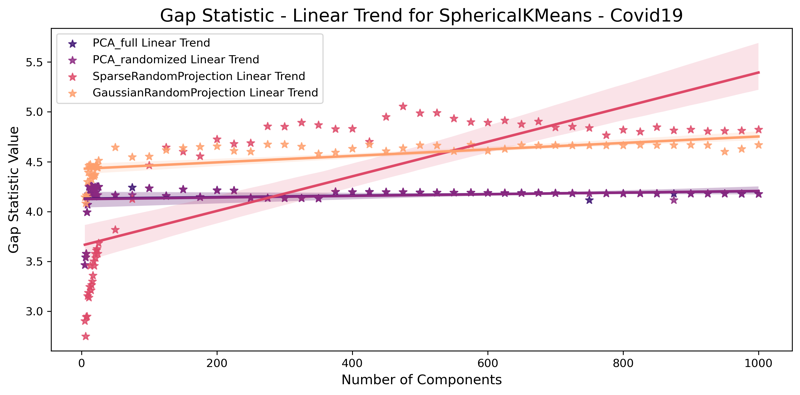 Gap Statistic - Linear Trend for SphericalKMeans - Covid19
PCA_full Linear Trend
PCA_randomized Linear Trend
SparseRandomProjection Linear Trend
GaussianRandomProjection Linear Trend
Gap Statistic Value
5.5
5.0
4.5
4.0
3.5
3.0
0 200 400 600 800 1000
Number of Components